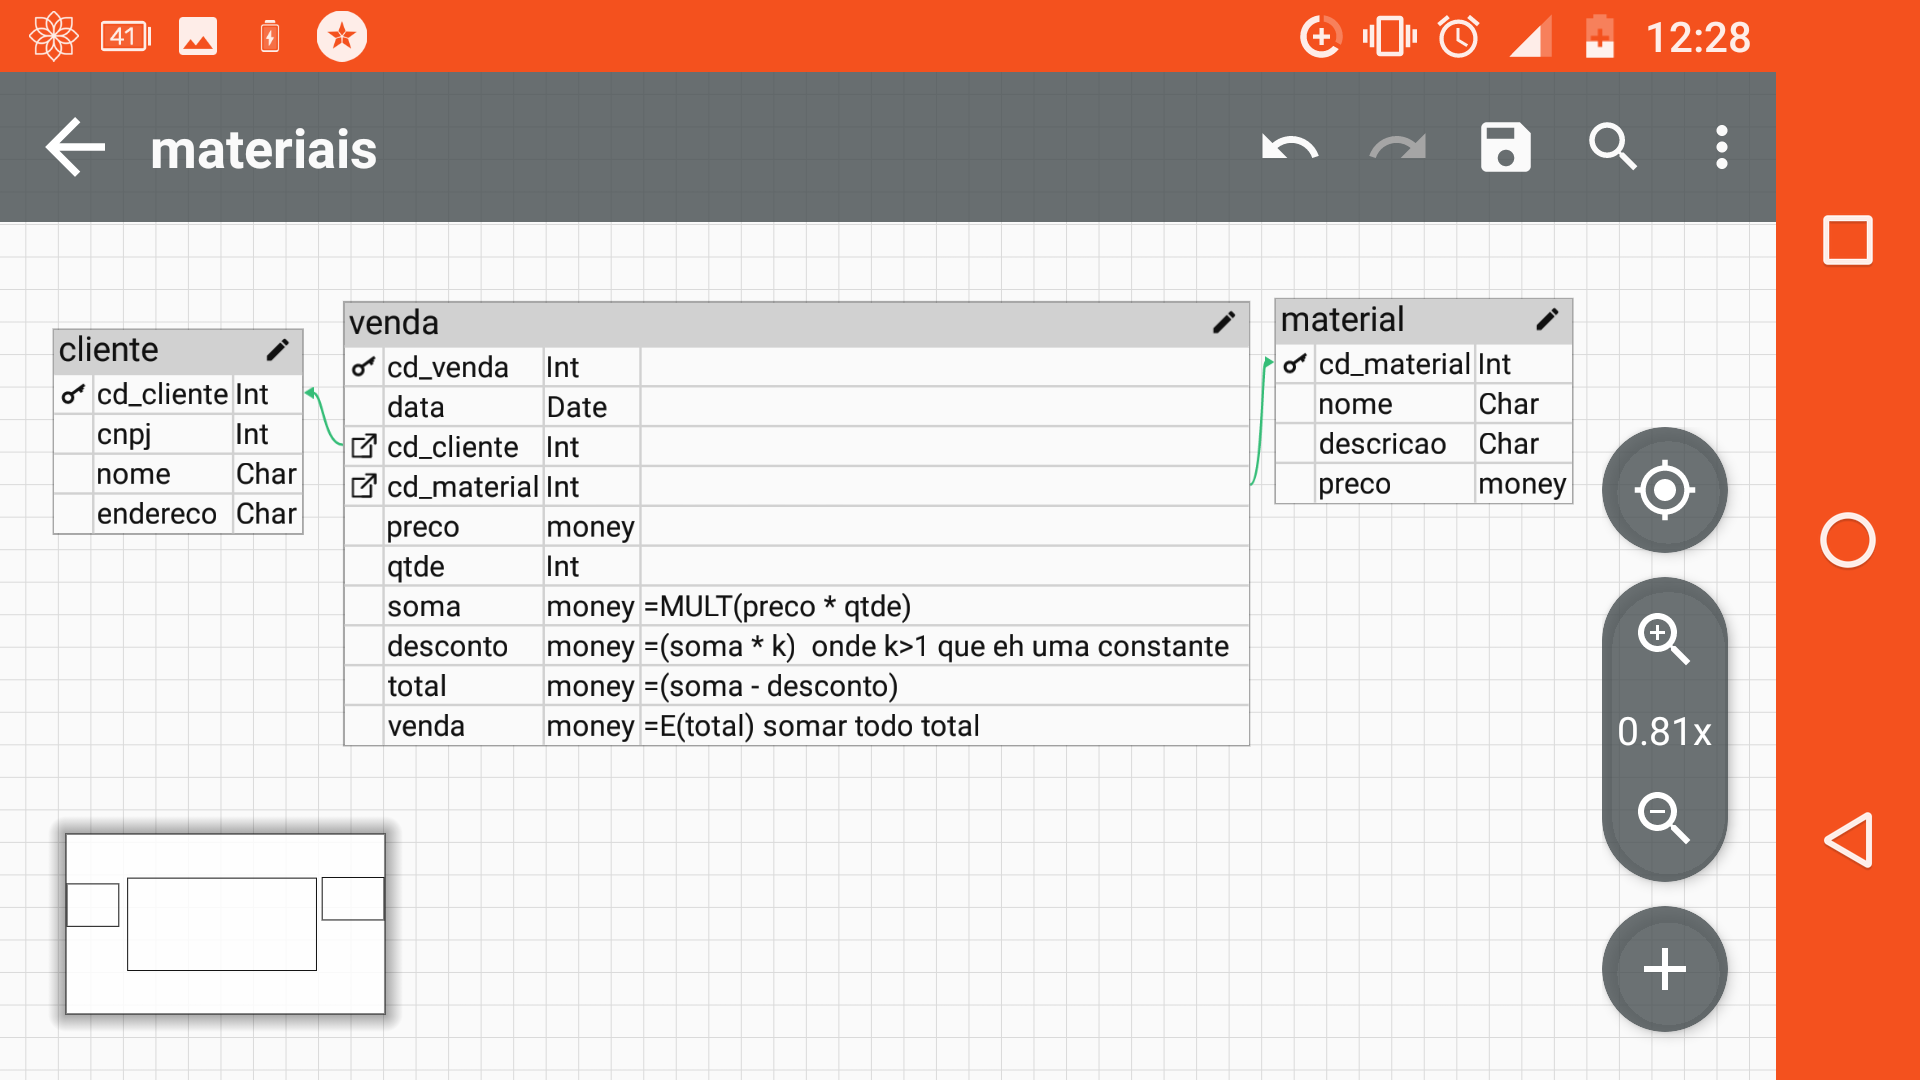 41
12:28
materiais
cliente
cd_cliente Int
cnpj Int
nome Char
endereco Char
venda
cd_venda Int
data Date
cd_cliente Int
cd_material Int
preco money
qtde Int
soma money =MULT(preco * qtde)
desconto money =(soma * k)  onde k>1 que eh uma constante
total money =(soma - desconto)
venda money =E(total) somar todo total
material
cd_material Int
nome Char
descricao Char
preco money
0.81x